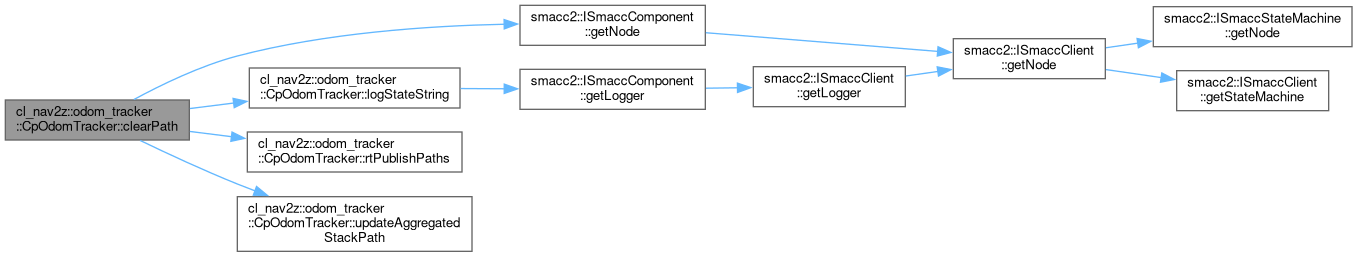 cl_nav2z::odom_tracker
::CpOdomTracker::clearPath
smacc2::ISmaccComponent
::getNode
cl_nav2z::odom_tracker
::CpOdomTracker::logStateString
cl_nav2z::odom_tracker
::CpOdomTracker::rtPublishPaths
cl_nav2z::odom_tracker
::CpOdomTracker::updateAggregated
StackPath
smacc2::ISmaccComponent
::getLogger
smacc2::ISmaccClient
::getLogger
smacc2::ISmaccClient
::getNode
smacc2::ISmaccStateMachine
::getNode
smacc2::ISmaccClient
::getStateMachine